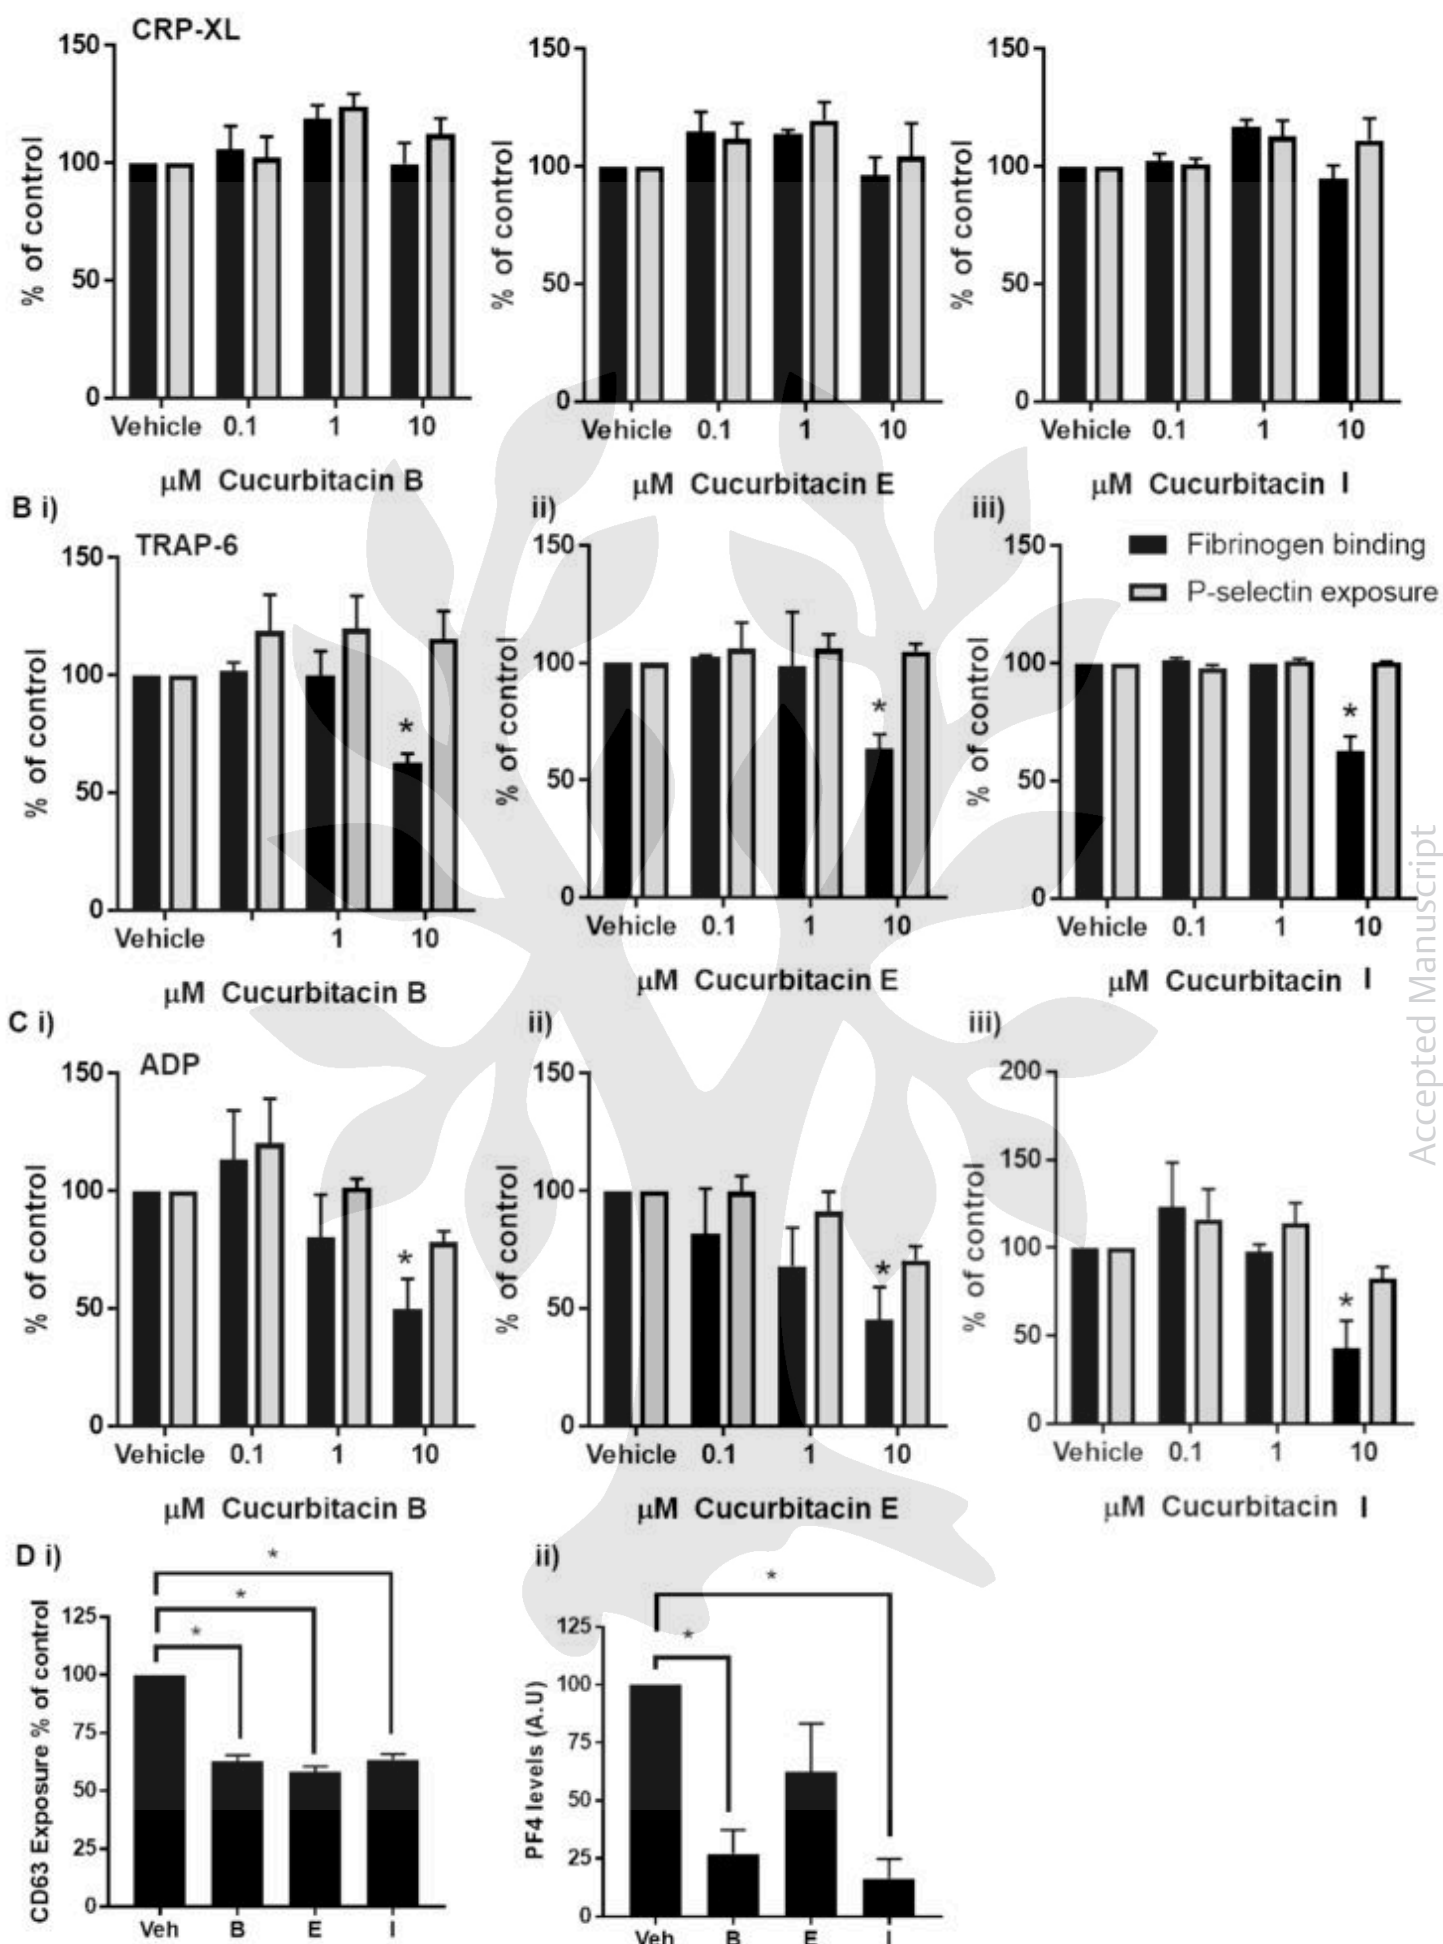 CRP-XL
150
100
50
0
% of control
Vehicle 0.1 1 10
μM Cucurbitacin B
150
100
50
0
% of control
Vehicle 0.1 1 10
μM Cucurbitacin E
150
100
50
0
% of control
Vehicle 0.1 1 10
μM Cucurbitacin I
B i)
TRAP-6
150
100
50
0
% of control
Vehicle 1 10
μM Cucurbitacin B
ii)
150
100
50
0
% of control
*
Vehicle 0.1 1 10
μM Cucurbitacin E
iii)
Fibrinogen binding
P-selectin exposure
150
100
50
0
% of control
*
Vehicle 0.1 1 10
μM Cucurbitacin I
*
C i)
ADP
150
100
50
0
% of control
*
Vehicle 0.1 1 10
μM Cucurbitacin B
ii)
150
100
50
0
% of control
*
Vehicle 0.1 1 10
μM Cucurbitacin E
iii)
200
150
100
50
0
% of control
*
Vehicle 0.1 1 10
μM Cucurbitacin I
D i)
*
*
*
125
100
75
50
25
0
CD63 Exposure % of control
Veh B E I
ii)
*
*
125
100
75
50
25
0
PF4 levels (A.U)
Veh B E I
Accepted Manuscript